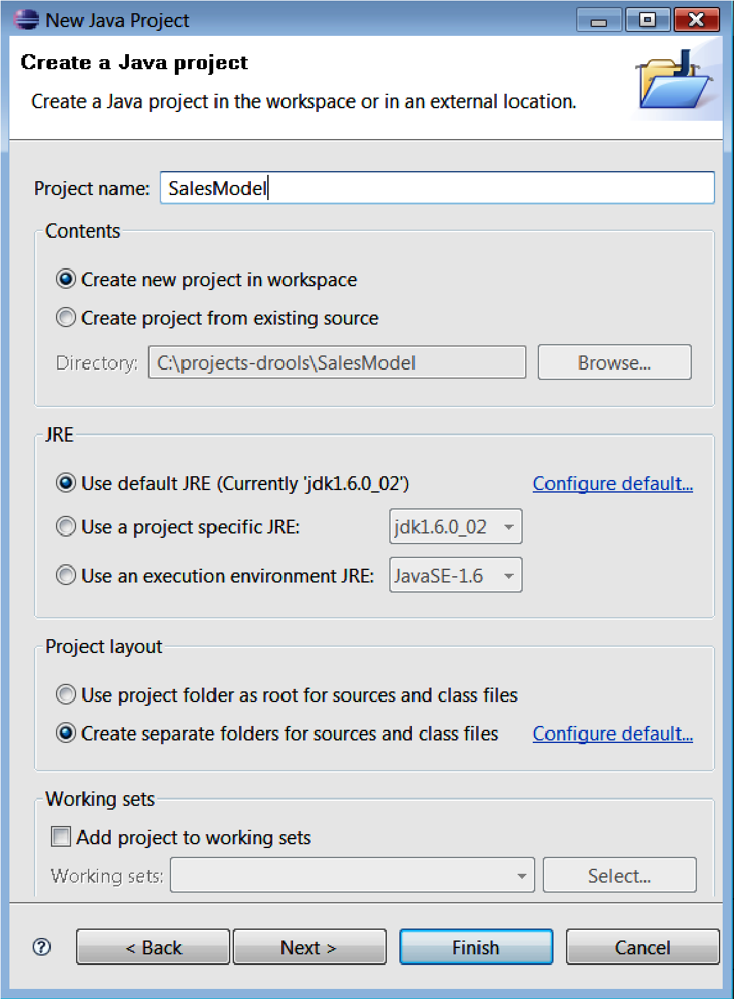 New Java Project
Create a Java project
Create a Java project in the workspace or in an external location.
Project name: SalesModel
Contents
Create new project in workspace
Create project from existing source
Directory: C:\projects-drools\SalesModel Browse...
JRE
Use default JRE (Currently 'jdk1.6.0_02') Configure default...
Use a project specific JRE: jdk1.6.0_02
Use an execution environment JRE: JavaSE-1.6
Project layout
Use project folder as root for sources and class files
Create separate folders for sources and class files Configure default...
Working sets
Add project to working sets
Working sets: Select...
? < Back Next > Finish Cancel